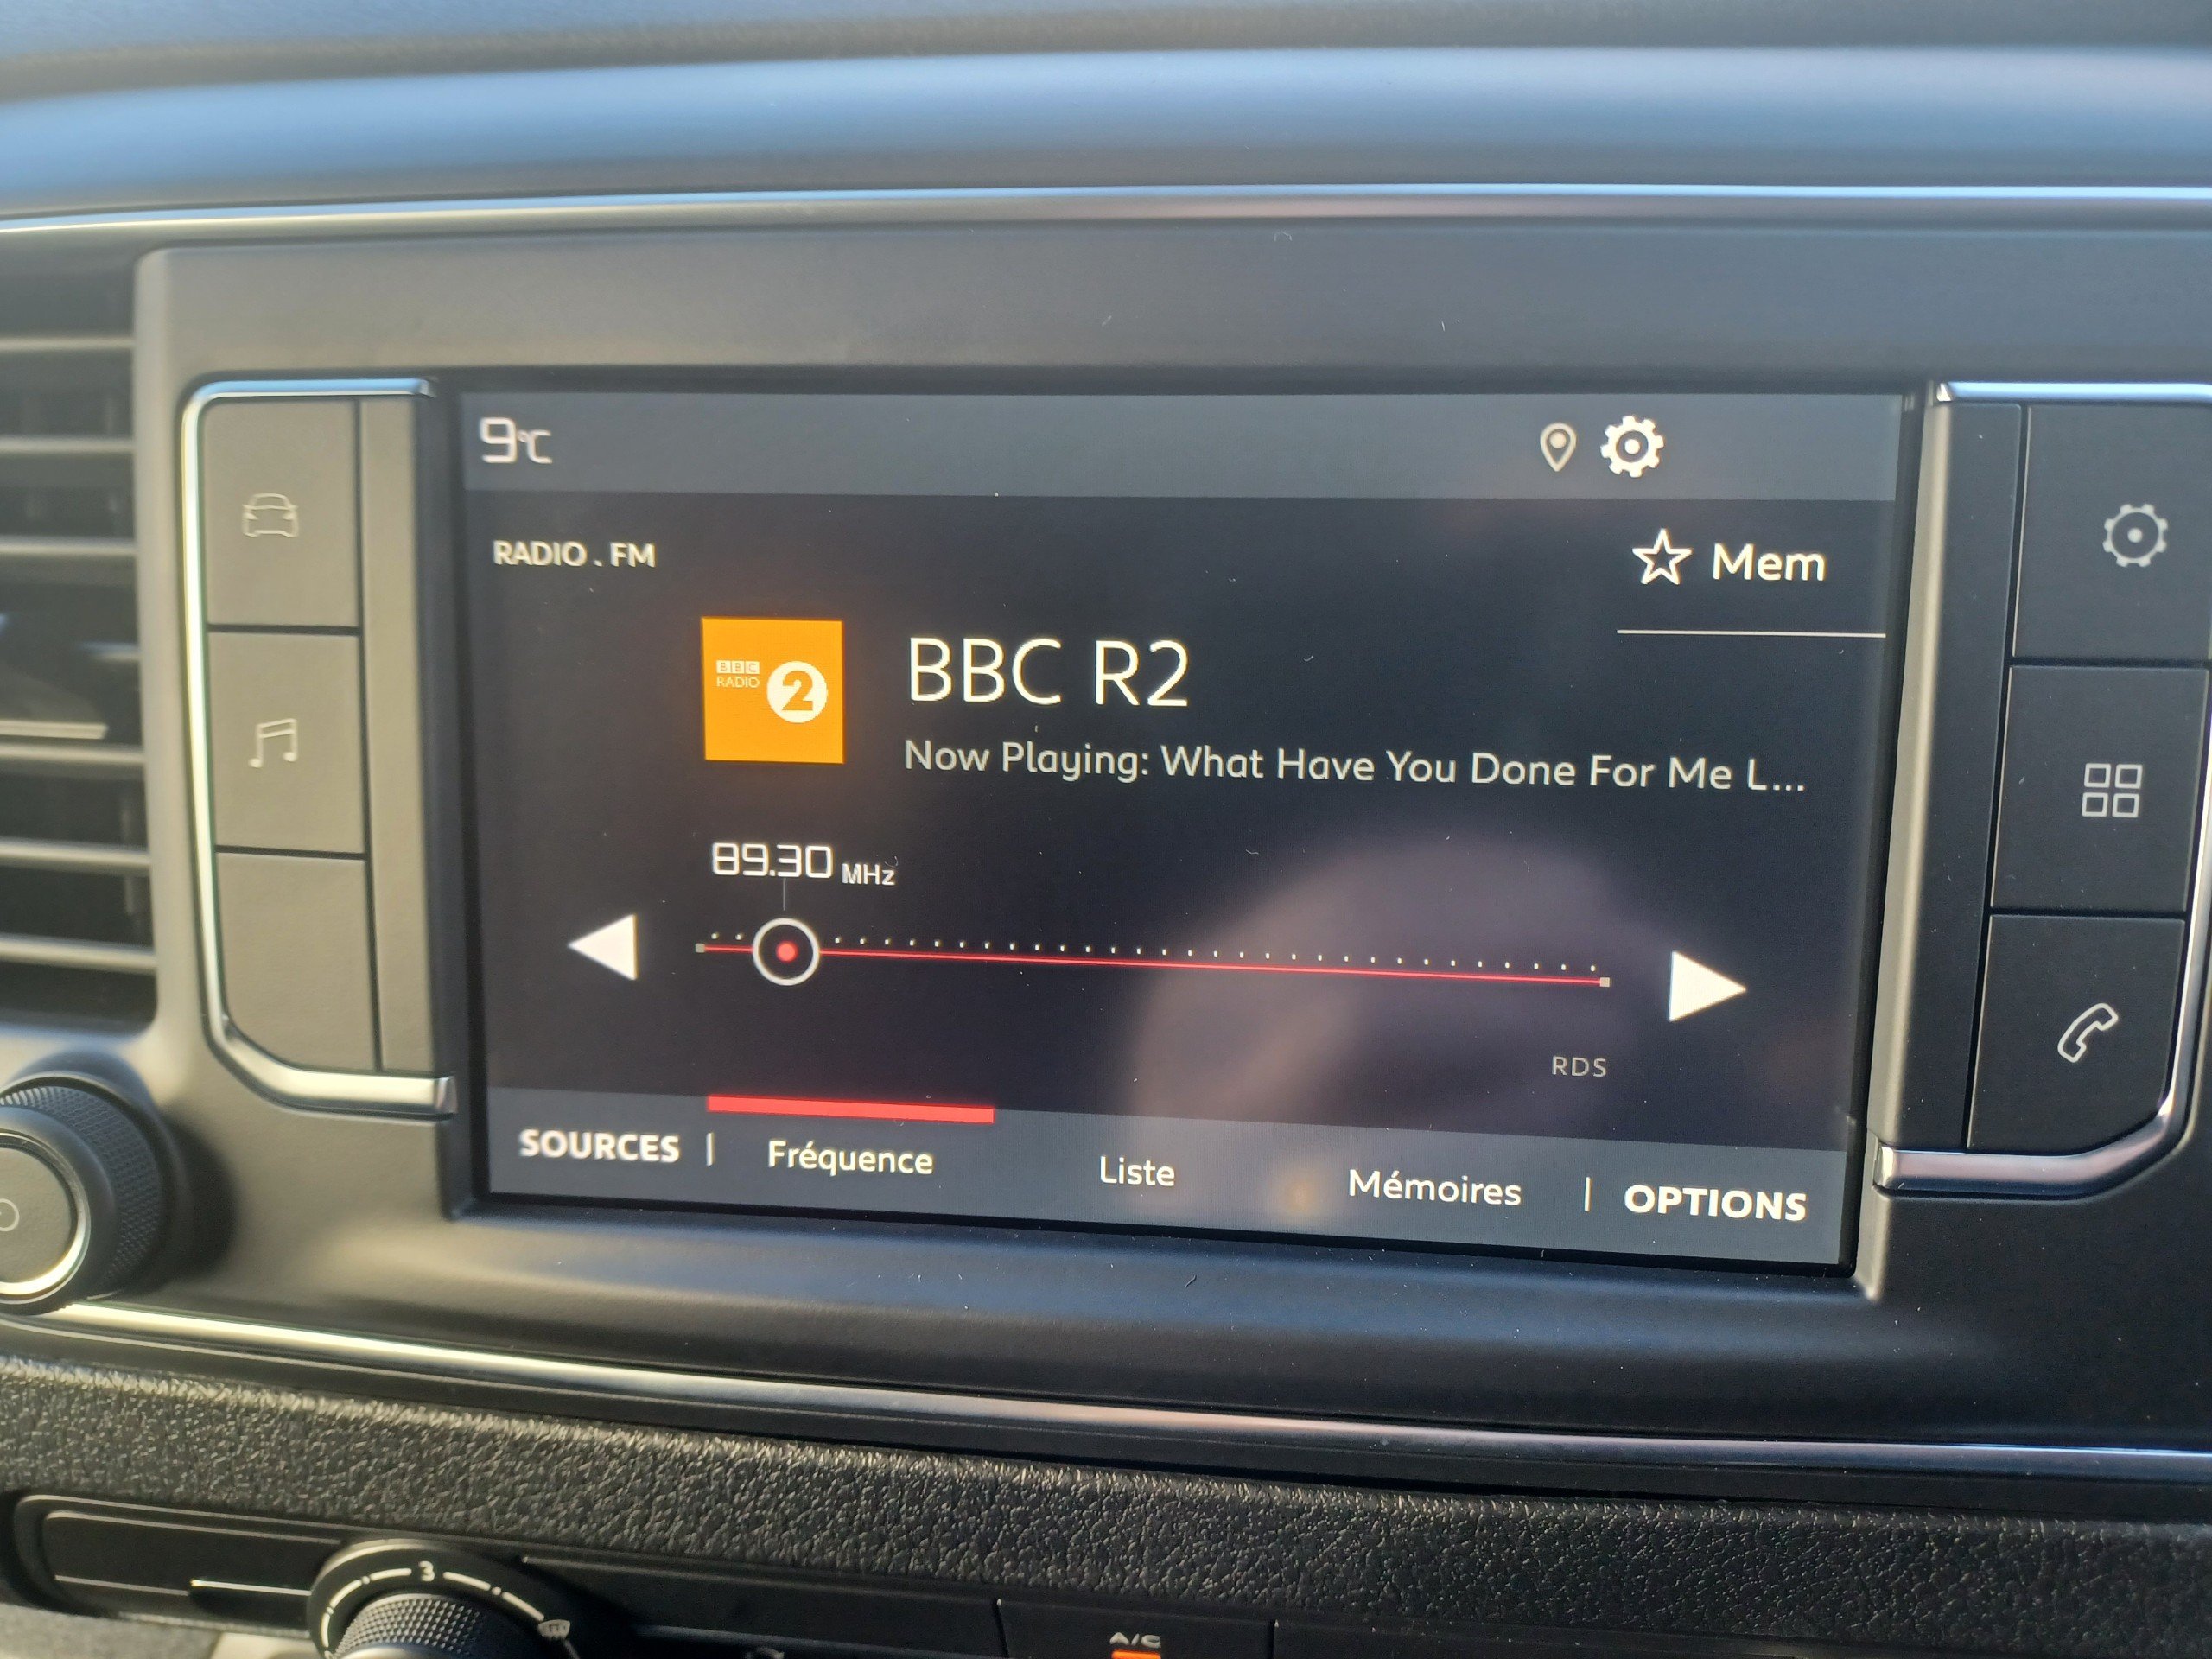 9°C
RADIO . FM
Mem
BBC
RADIO
2
BBC R2
Now Playing: What Have You Done For Me L...
89.30 MHz
RDS
SOURCES | Fréquence Liste Mémoires | OPTIONS
3
A/C